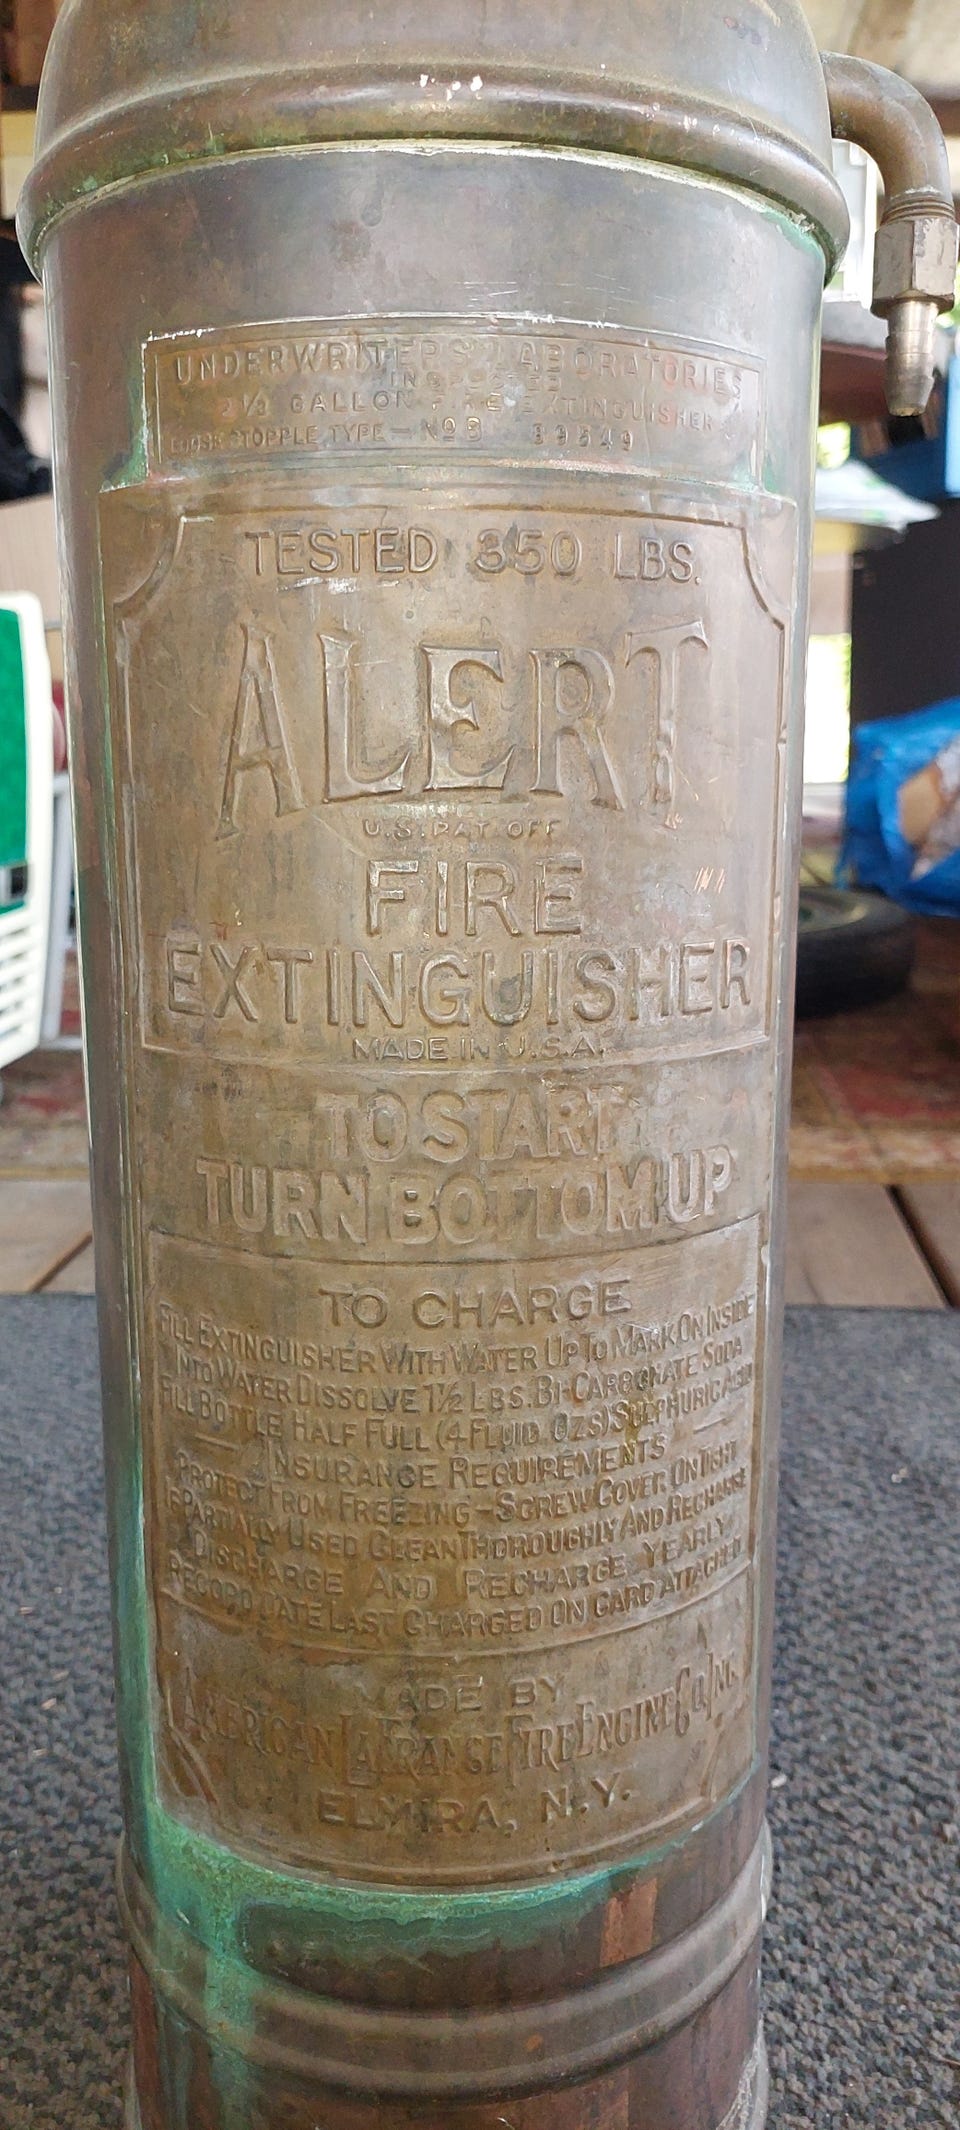 UNDERWRITERS' LABORATORIES
INSPECTED
2 1/2 GALLON FIRE EXTINGUISHER
LOOSE STOPPLE TYPE — No B 89549
TESTED 350 LBS.
ALERT
U.S. PAT. OFF
FIRE
EXTINGUISHER
MADE IN U.S.A.
TO START
TURN BOTTOM UP
TO CHARGE
FILL EXTINGUISHER WITH WATER UP TO MARK ON INSIDE
INTO WATER DISSOLVE 1½ LBS. BI-CARBONATE SODA
FILL BOTTLE HALF FULL (4 FLUID OZS) SULPHURIC ACID
— INSURANCE REQUIREMENTS —
PROTECT FROM FREEZING — SCREW COVER ON TIGHT
IF PARTIALLY USED CLEAN THOROUGHLY AND RECHARGE
DISCHARGE AND RECHARGE YEARLY
RECORD DATE LAST CHARGED ON CARD ATTACHED
MADE BY
AMERICAN LAFRANCE FIRE ENGINE CO. INC.
ELMIRA, N.Y.